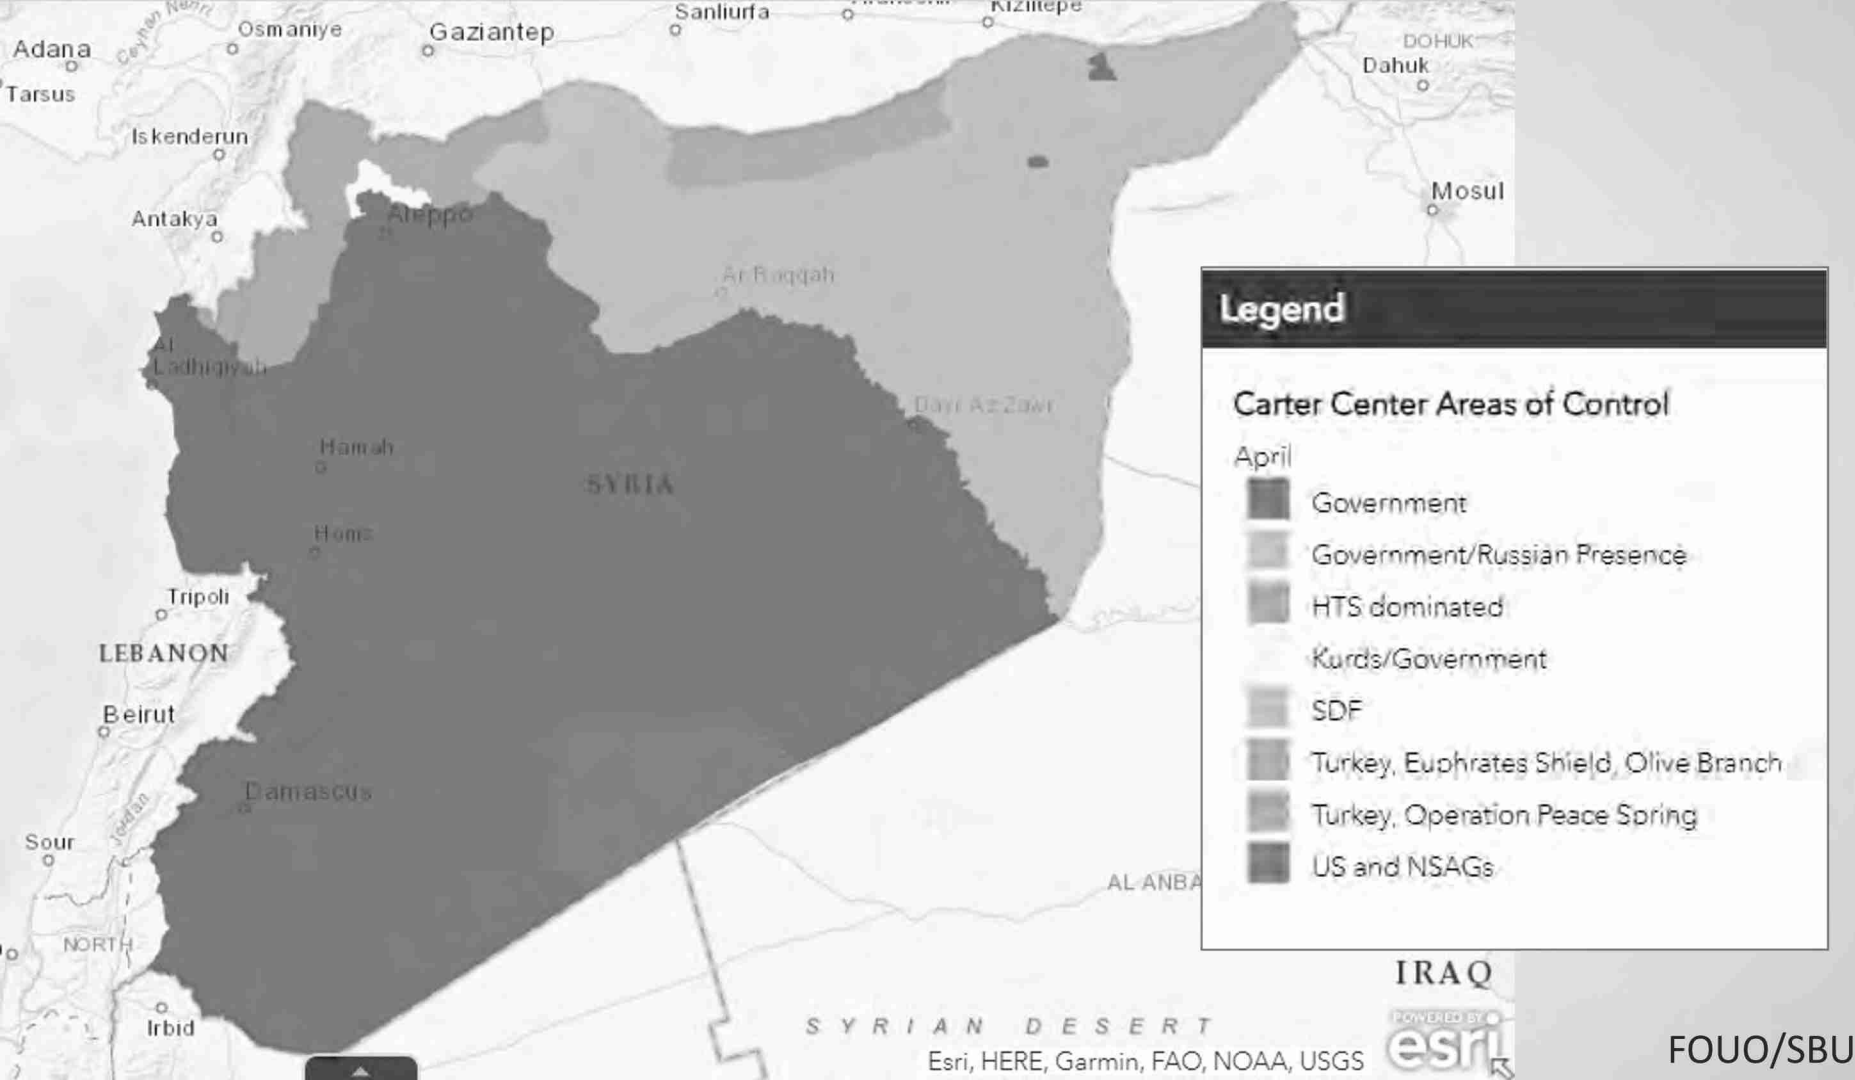 Sanliurfa
Kiziltepe
Osmaniye
Gaziantep
Adana
Ceyhan Nehri
DOHUK
Dahuk
Tarsus
Iskenderun
Mosul
Antakya
Aleppo
Ar Raqqah
Legend
Al
Ladhiqiyah
Carter Center Areas of Control
Dayr Az Zawr
April
Hamah
SYRIA
Government
Homs
Government/Russian Presence
Tripoli
HTS dominated
LEBANON
Kurds/Government
Beirut
SDF
Turkey, Euphrates Shield, Olive Branch
Damascus
Turkey, Operation Peace Spring
Jordan
Sour
US and NSAGs
AL ANBA
NORTH
IRAQ
Irbid
SYRIAN DESERT
POWERED BY
esri
Esri, HERE, Garmin, FAO, NOAA, USGS
FOUO/SBU